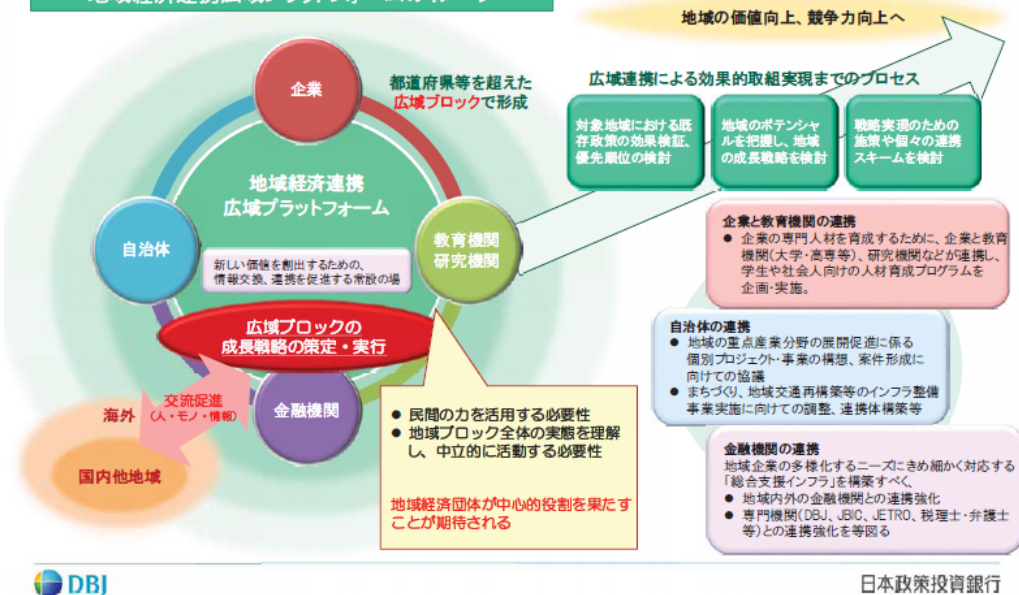 地域経済連携広域プラットフォームのイメージ
地域の価値向上、競争力向上へ
企業
都道府県等を超えた
広域ブロックで形成
広域連携による効果的取組実現までのプロセス
対象地域における既
存政策の効果検証、
優先順位の検討
地域のポテンシャ
ルを把握し、地域
の成長戦略を検討
戦略実現のための
施策や個々の連携
スキームを検討
地域経済連携
広域プラットフォーム
自治体
教育機関
研究機関
新しい価値を創出するための、
情報交換、連携を促進する常設の場
広域ブロックの
成長戦略の策定・実行
金融機関
交流促進
(人・モノ・情報)
海外
国内他地域
● 民間の力を活用する必要性
● 地域ブロック全体の実態を理解
し、中立的に活動する必要性
地域経済団体が中心的役割を果たす
ことが期待される
企業と教育機関の連携
● 企業の専門人材を育成するために、企業と教育
機関(大学・高専等)、研究機関などが連携し、
学生や社会人向けの人材育成プログラムを
企画・実施。
自治体の連携
● 地域の重点産業分野の展開促進に係る
個別プロジェクト・事業の構想、案件形成に
向けての協議
● まちづくり、地域交通再構築等のインフラ整備
事業実施に向けての調整、連携体構築等
金融機関の連携
地域企業の多様化するニーズにきめ細かく対応する
「総合支援インフラ」を構築すべく、
● 地域内外の金融機関との連携強化
● 専門機関(DBJ、JBIC、JETRO、税理士・弁護士
等)との連携強化を等図る
DBJ
日本政策投資銀行